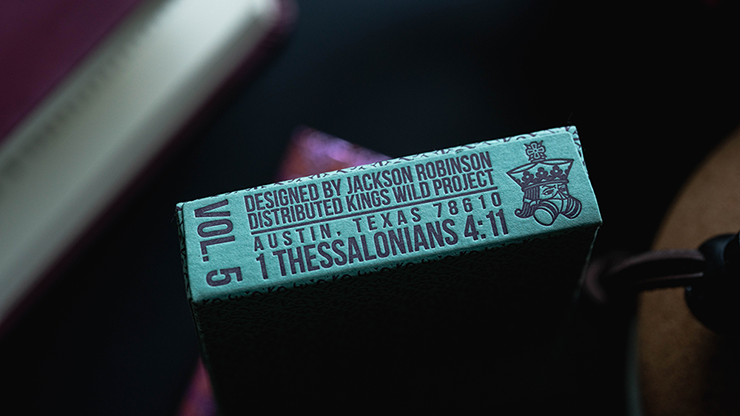 VOL. 5
DESIGNED BY JACKSON ROBINSON
DISTRIBUTED KINGS WILD PROJECT
AUSTIN, TEXAS 78610
1 THESSALONIANS 4:11